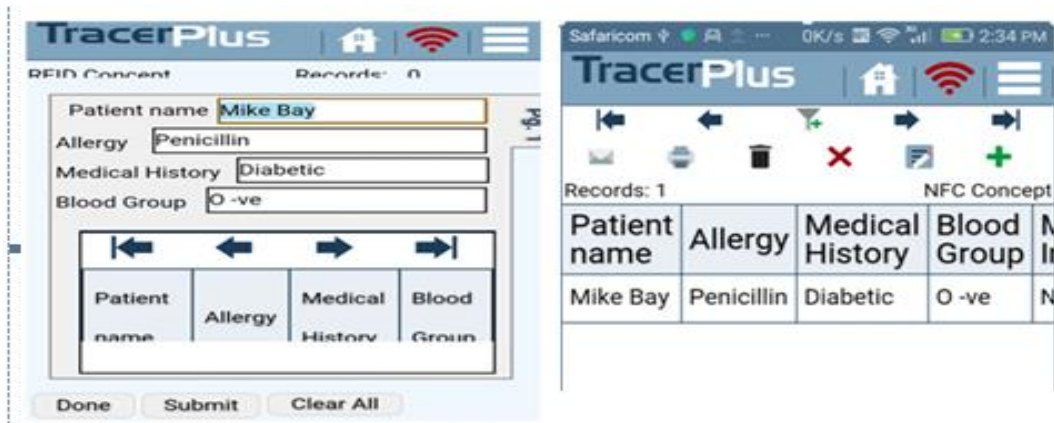 TracerPlus
RFID Concept Records: 0
Patient name Mike Bay
Allergy Penicillin
Medical History Diabetic
Blood Group O -ve
Pg. 1
Patient name Allergy Medical History Blood Group
Done Submit Clear All
Safaricom 0K/s 2:34 PM
TracerPlus
Records: 1 NFC Concept
Patient name Allergy Medical History Blood Group
Mike Bay Penicillin Diabetic O -ve N